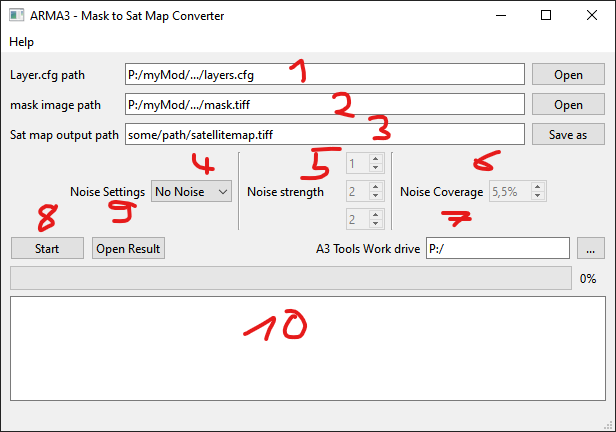 ARMA3 - Mask to Sat Map Converter
Help
Layer.cfg path P:/myMod/.../layers.cfg 1 Open
mask image path P:/myMod/.../mask.tiff 2 Open
Sat map output path some/path/satellitemap.tiff 3 Save as
4 5 1 6
Noise Settings No Noise Noise strength 2 Noise Coverage 5,5%
2
8 9 7
Start Open Result A3 Tools Work drive P:/ ...
0%
10